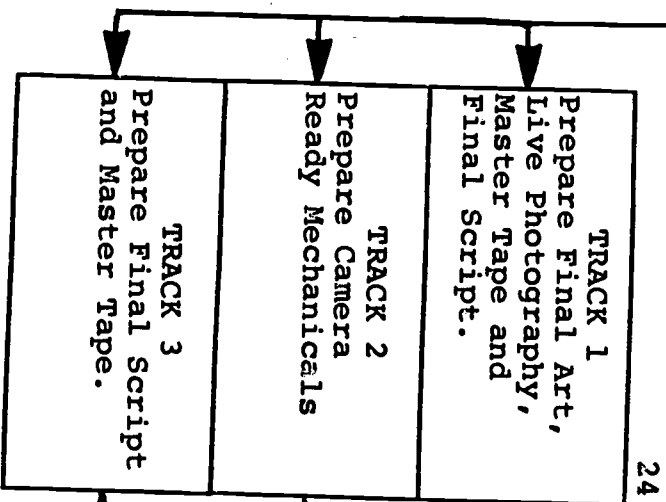 24
TRACK 1
Prepare Final Art,
Live Photography,
Master Tape and
Final Script.
TRACK 2
Prepare Camera
Ready Mechanicals
TRACK 3
Prepare Final Script
and Master Tape.